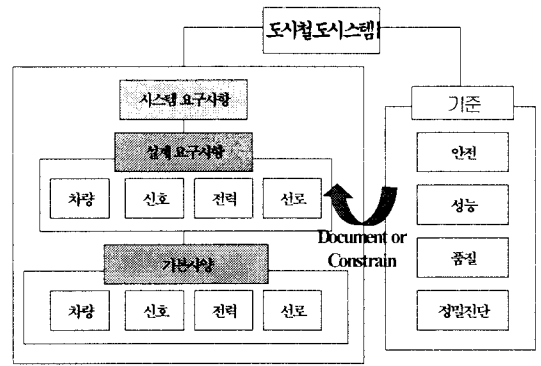 도시철도시스템
시스템 요구사항
설계 요구사항
차량 신호 전력 선로
기본사양
차량 신호 전력 선로
Document or
Constrain
기준
안전
성능
품질
정밀진단